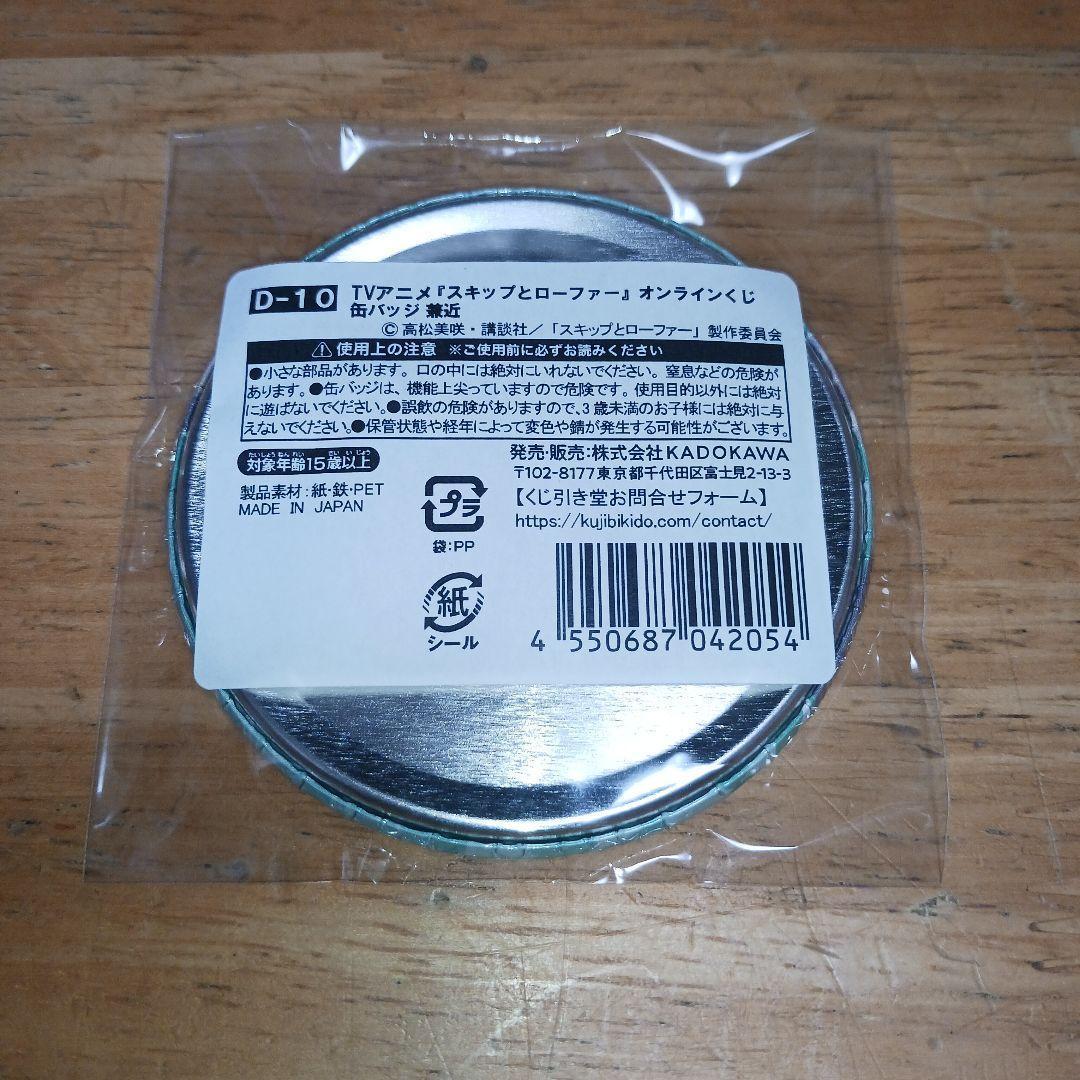 D-10 TVアニメ『スキップとローファー』オンラインくじ
缶バッジ 兼近
©高松美咲・講談社／「スキップとローファー」製作委員会
⚠使用上の注意 ※ご使用前に必ずお読みください
●小さな部品があります。口の中には絶対にいれないでください。窒息などの危険が
あります。●缶バッジは、機能上尖っていますので危険です。使用目的以外には絶対
に遊ばないでください。●誤飲の危険がありますので、3歳未満のお子様には絶対に与
えないでください。●保管状態や経年によって変色や錆が発生する可能性がございます。
たいしょうねんれい さい いじょう
対象年齢15歳以上
製品素材：紙・鉄・PET
MADE IN JAPAN
プラ
袋：PP
紙
シール
発売・販売：株式会社KADOKAWA
〒102-8177東京都千代田区富士見2-13-3
【くじ引き堂お問合せフォーム】
https://kujibikido.com/contact/
4 550687 042054